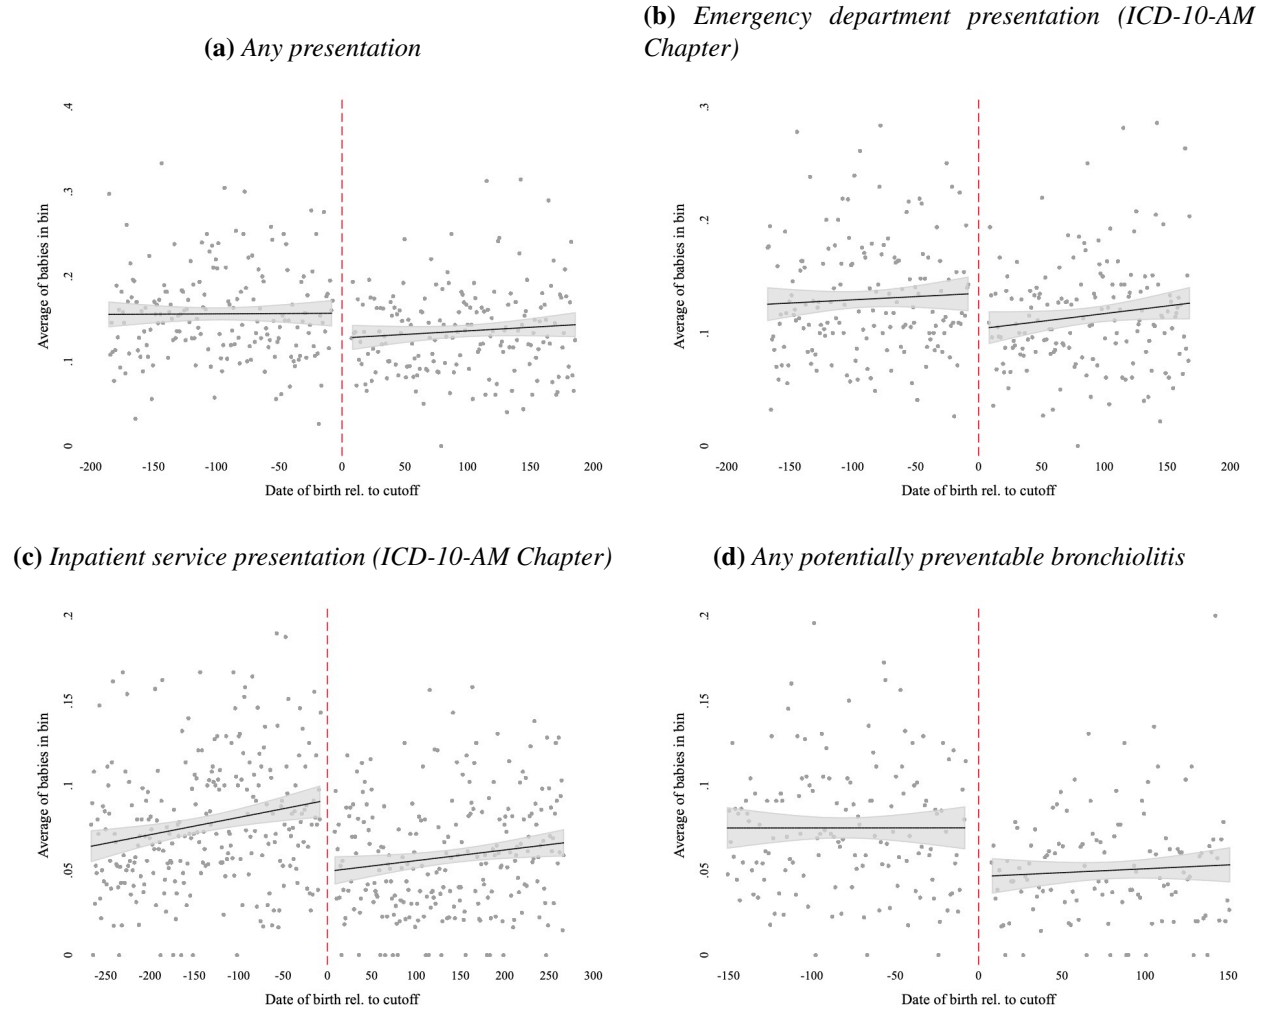 (a) Any presentation
.4
.3
.2
.1
0
Average of babies in bin
-200 -150 -100 -50 0 50 100 150 200
Date of birth rel. to cutoff
(b) Emergency department presentation (ICD-10-AM
Chapter)
.3
.2
.1
0
Average of babies in bin
-200 -150 -100 -50 0 50 100 150 200
Date of birth rel. to cutoff
(c) Inpatient service presentation (ICD-10-AM Chapter)
.2
.15
.1
.05
0
Average of babies in bin
-250 -200 -150 -100 -50 0 50 100 150 200 250 300
Date of birth rel. to cutoff
(d) Any potentially preventable bronchiolitis
.2
.15
.1
.05
0
Average of babies in bin
-150 -100 -50 0 50 100 150
Date of birth rel. to cutoff